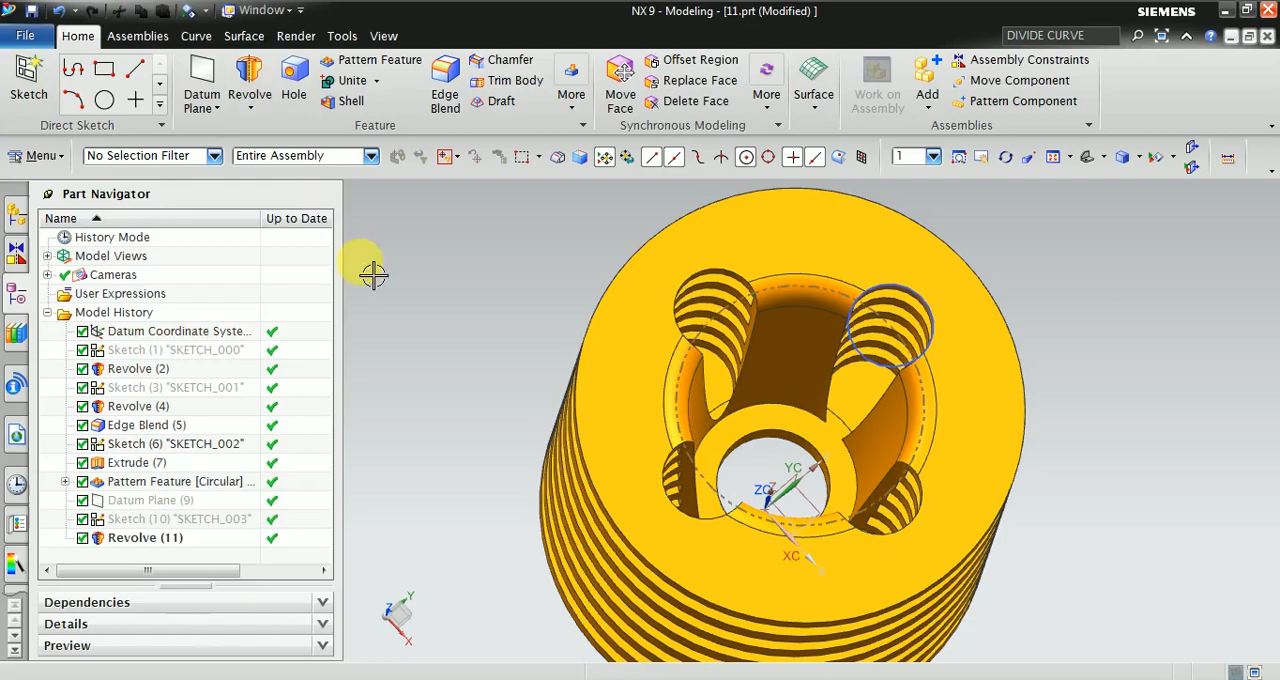 Window
NX 9 - Modeling - [11.prt (Modified) ]
SIEMENS
File
Home
Assemblies
Curve
Surface
Render
Tools
View
DIVIDE CURVE
Sketch
Direct Sketch
Datum Plane
Revolve
Hole
Pattern Feature
Unite
Shell
Edge Blend
Chamfer
Trim Body
Draft
More
Feature
Move Face
Offset Region
Replace Face
Delete Face
More
Synchronous Modeling
Surface
Work on Assembly
Add
Assembly Constraints
Move Component
Pattern Component
Assemblies
Menu
No Selection Filter
Entire Assembly
1
Part Navigator
Name
Up to Date
History Mode
Model Views
Cameras
User Expressions
Model History
Datum Coordinate Syste...
Sketch (1) "SKETCH_000"
Revolve (2)
Sketch (3) "SKETCH_001"
Revolve (4)
Edge Blend (5)
Sketch (6) "SKETCH_002"
Extrude (7)
Pattern Feature [Circular] ...
Datum Plane (9)
Sketch (10) "SKETCH_003"
Revolve (11)
Dependencies
Details
Preview
YC
ZC
XC
Y
Z
X